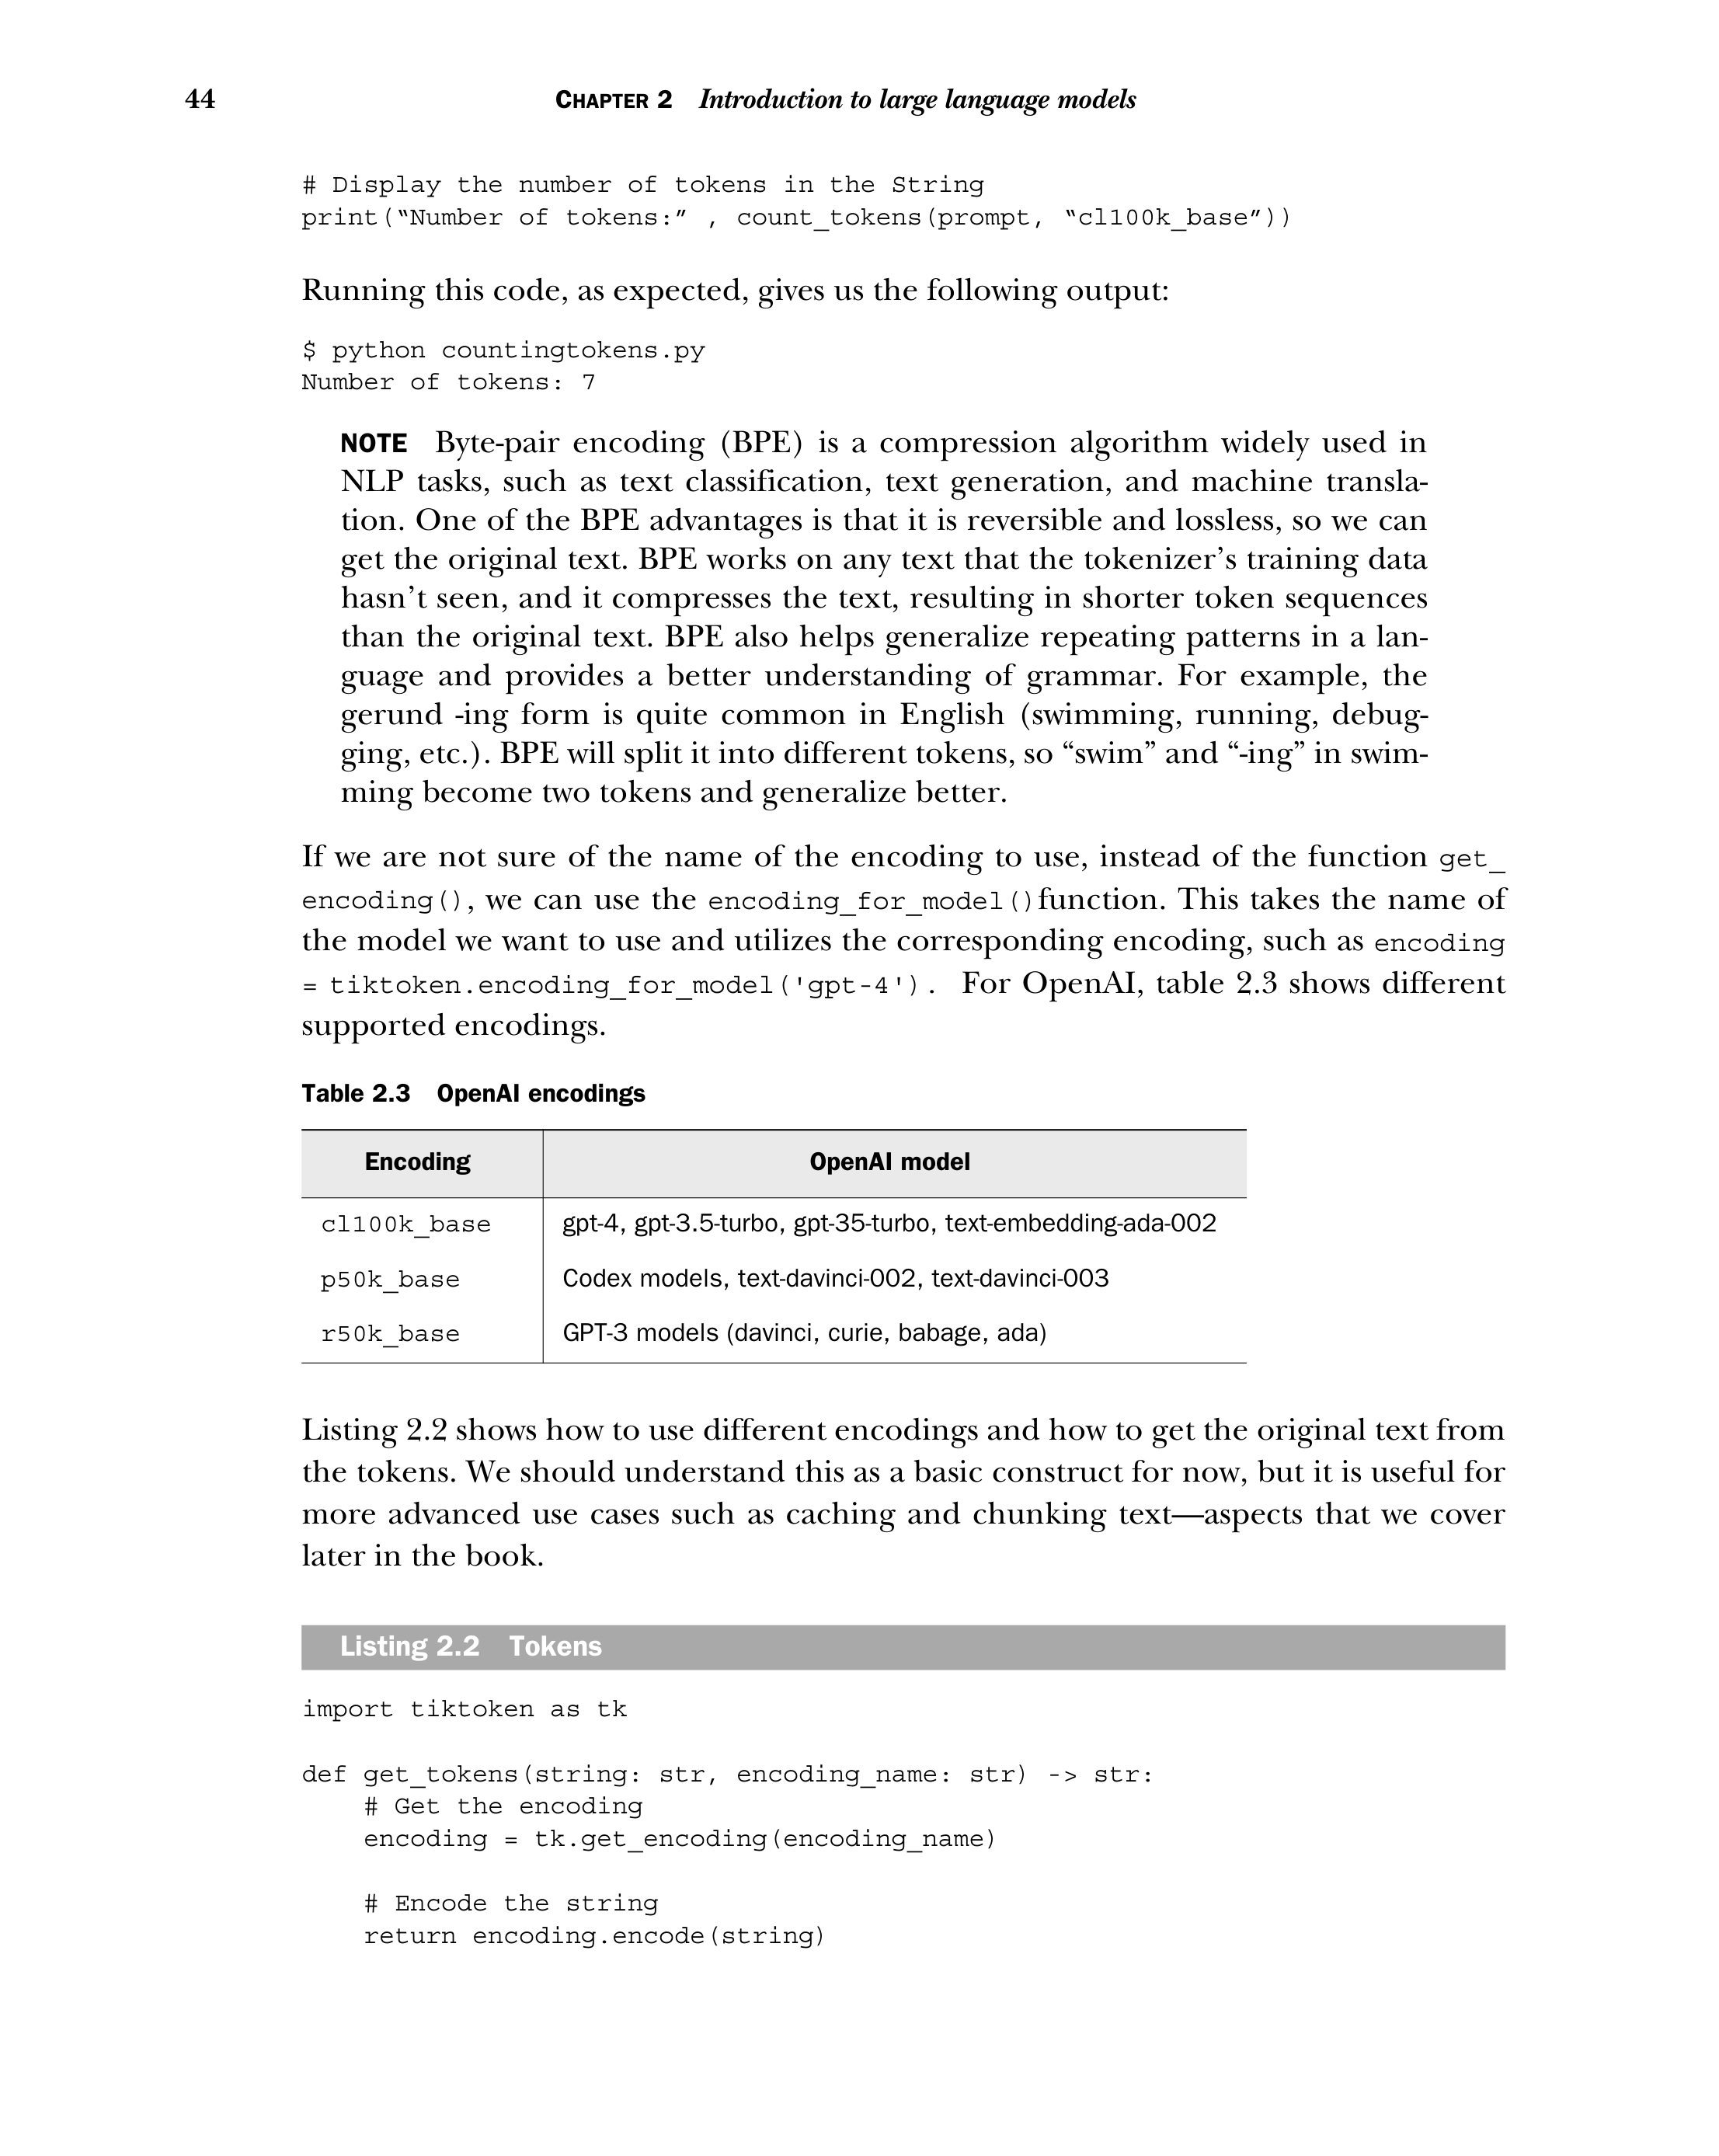 44 CHAPTER 2 Introduction to large language models
# Display the number of tokens in the String
print(“Number of tokens:” , count_tokens(prompt, “cl100k_base”))
Running this code, as expected, gives us the following output:
$ python countingtokens.py
Number of tokens: 7
NOTE Byte-pair encoding (BPE) is a compression algorithm widely used in
NLP tasks, such as text classification, text generation, and machine transla-
tion. One of the BPE advantages is that it is reversible and lossless, so we can
get the original text. BPE works on any text that the tokenizer’s training data
hasn’t seen, and it compresses the text, resulting in shorter token sequences
than the original text. BPE also helps generalize repeating patterns in a lan-
guage and provides a better understanding of grammar. For example, the
gerund -ing form is quite common in English (swimming, running, debug-
ging, etc.). BPE will split it into different tokens, so “swim” and “-ing” in swim-
ming become two tokens and generalize better.
If we are not sure of the name of the encoding to use, instead of the function get_
encoding(), we can use the encoding_for_model()function. This takes the name of
the model we want to use and utilizes the corresponding encoding, such as encoding
= tiktoken.encoding_for_model('gpt-4'). For OpenAI, table 2.3 shows different
supported encodings.
Table 2.3 OpenAI encodings
Encoding OpenAI model
cl100k_base gpt-4, gpt-3.5-turbo, gpt-35-turbo, text-embedding-ada-002
p50k_base Codex models, text-davinci-002, text-davinci-003
r50k_base GPT-3 models (davinci, curie, babage, ada)
Listing 2.2 shows how to use different encodings and how to get the original text from
the tokens. We should understand this as a basic construct for now, but it is useful for
more advanced use cases such as caching and chunking text—aspects that we cover
later in the book.
Listing 2.2 Tokens
import tiktoken as tk
def get_tokens(string: str, encoding_name: str) -> str:
    # Get the encoding
    encoding = tk.get_encoding(encoding_name)
    # Encode the string
    return encoding.encode(string)